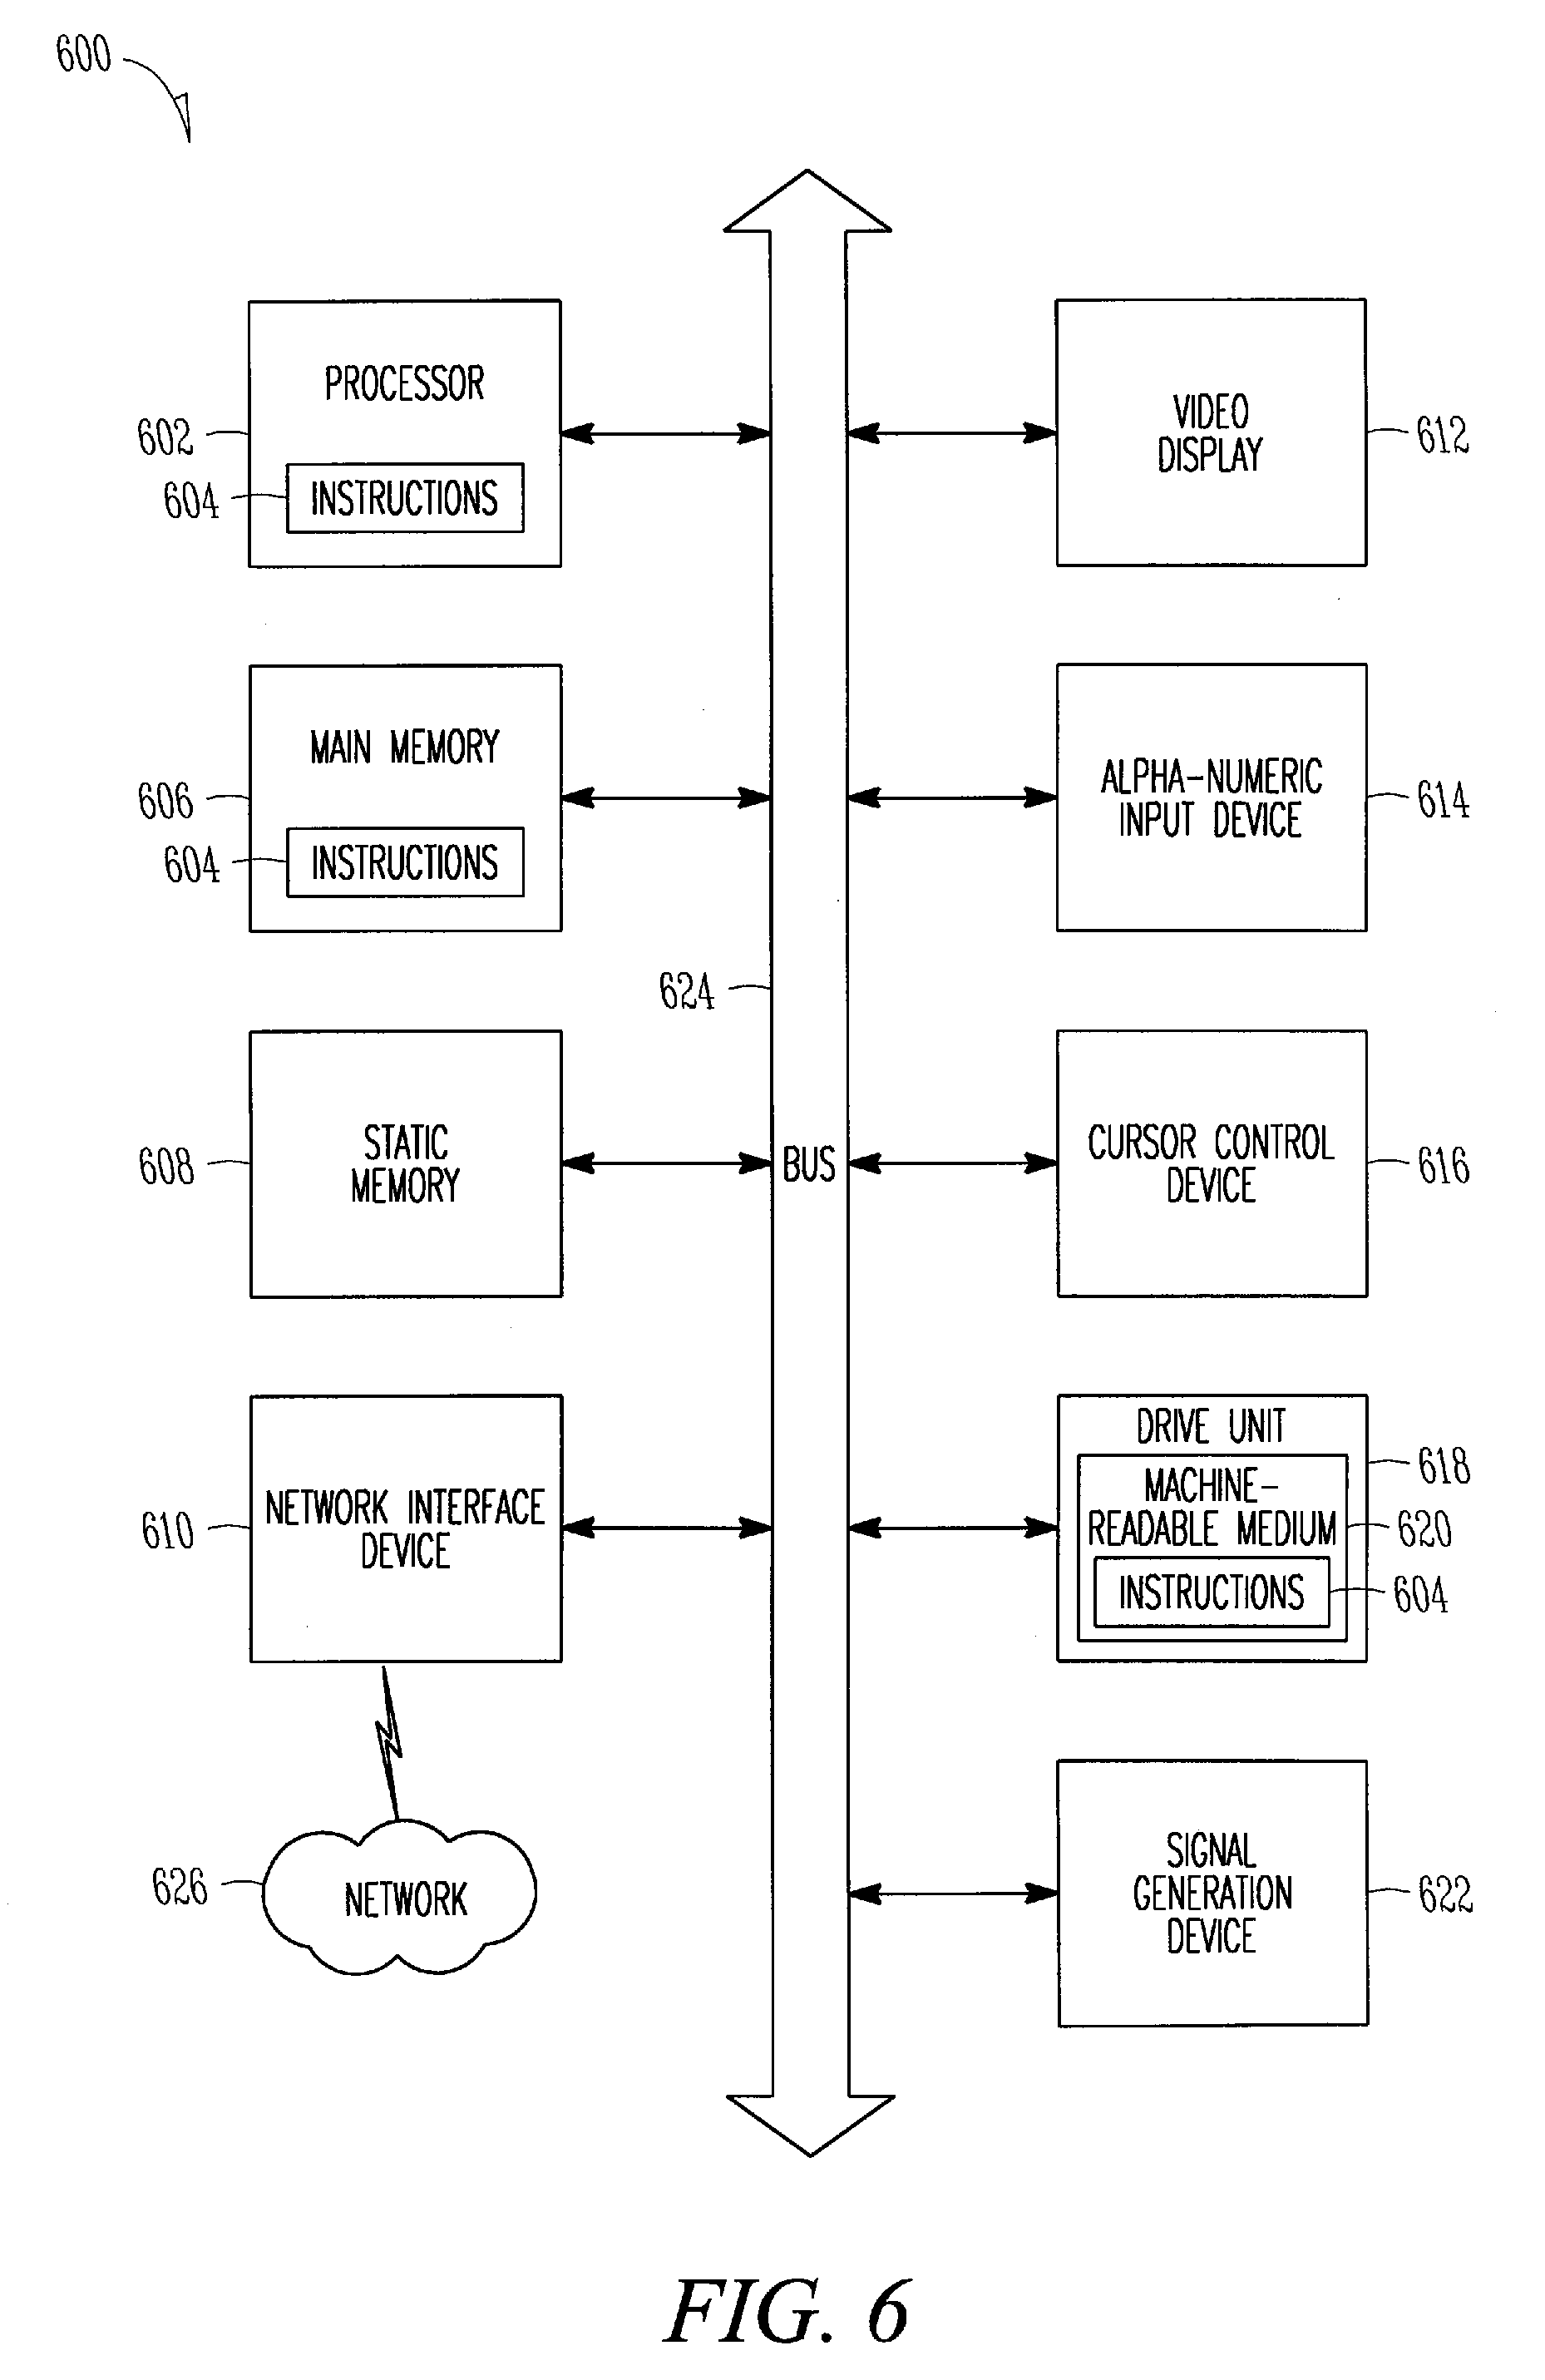 600
PROCESSOR
602
604
INSTRUCTIONS
VIDEO
DISPLAY
612
MAIN MEMORY
606
604
INSTRUCTIONS
ALPHA-NUMERIC
INPUT DEVICE
614
624
STATIC
MEMORY
608
BUS
CURSOR CONTROL
DEVICE
616
NETWORK INTERFACE
DEVICE
610
DRIVE UNIT
618
MACHINE-
READABLE MEDIUM
620
INSTRUCTIONS
604
626
NETWORK
SIGNAL
GENERATION
DEVICE
622
FIG. 6